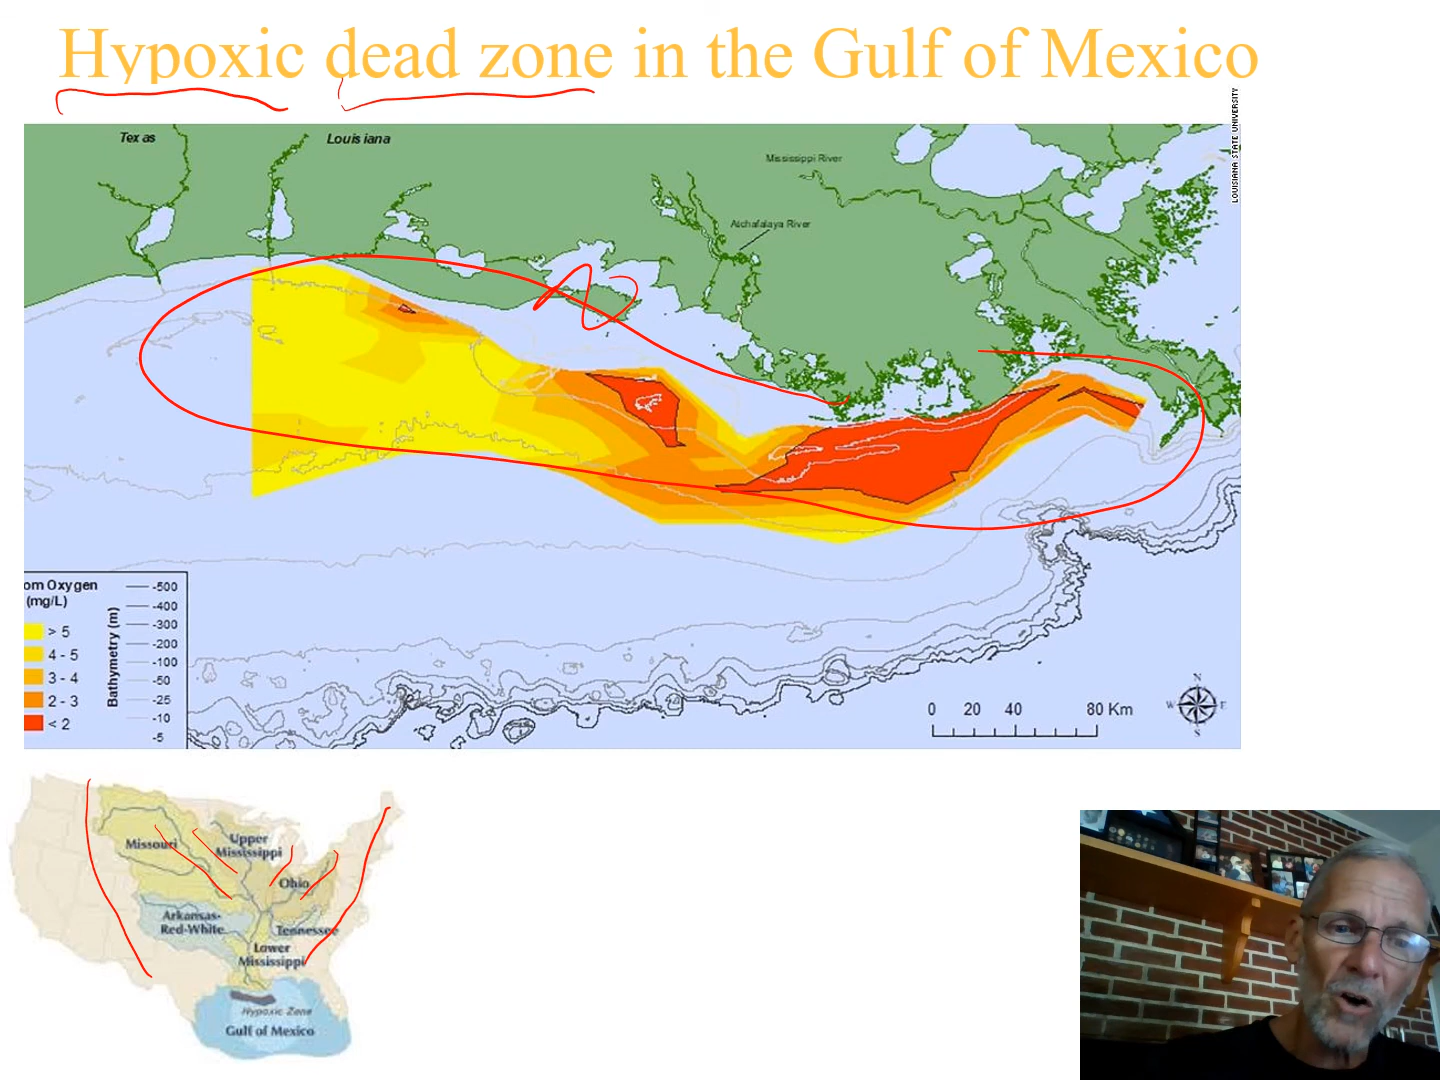 Hypoxic dead zone in the Gulf of Mexico
LOUISIANA STATE UNIVERSITY
Texas
Louisiana
Mississippi River
Atchafalaya River
om Oxygen
(mg/L)
> 5
4 - 5
3 - 4
2 - 3
< 2
Bathymetry (m)
-500
-400
-300
-200
-100
-50
-25
-10
-5
N
W
E
S
0 20 40 80 Km
Missouri
Upper
Mississippi
Ohio
Arkansas-
Red-White
Tennessee
Lower
Mississippi
Hypoxic Zone
Gulf of Mexico